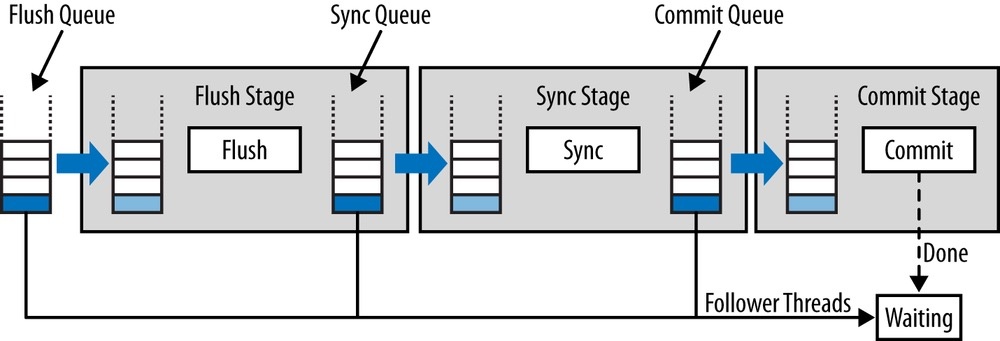 Flush Queue
Sync Queue
Commit Queue
Flush Stage
Sync Stage
Commit Stage
Flush
Sync
Commit
Done
Follower Threads
Waiting